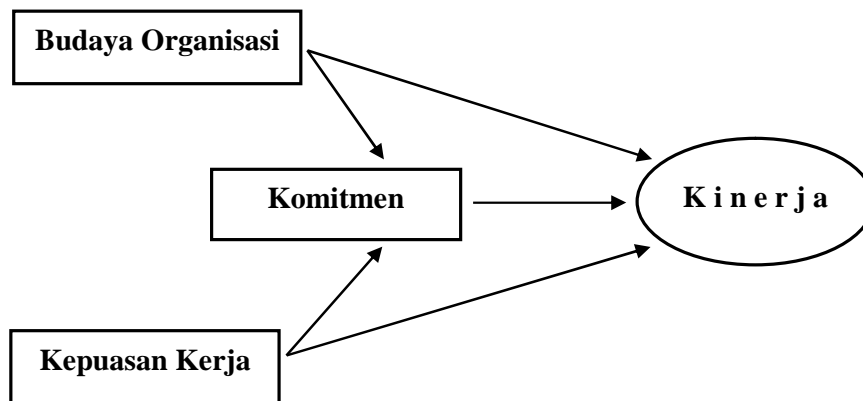 Budaya Organisasi
Komitmen
K i n e r j a
Kepuasan Kerja